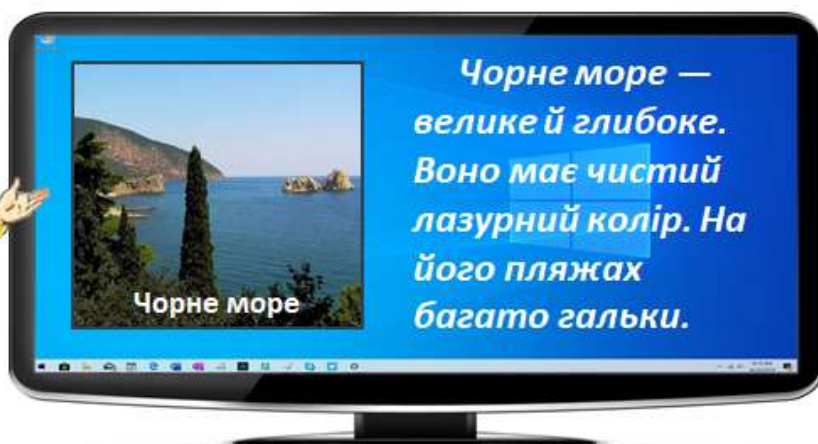 Чорне море —
велике й глибоке.
Воно має чистий
лазурний колір. На
його пляжах
багато гальки.
Чорне море